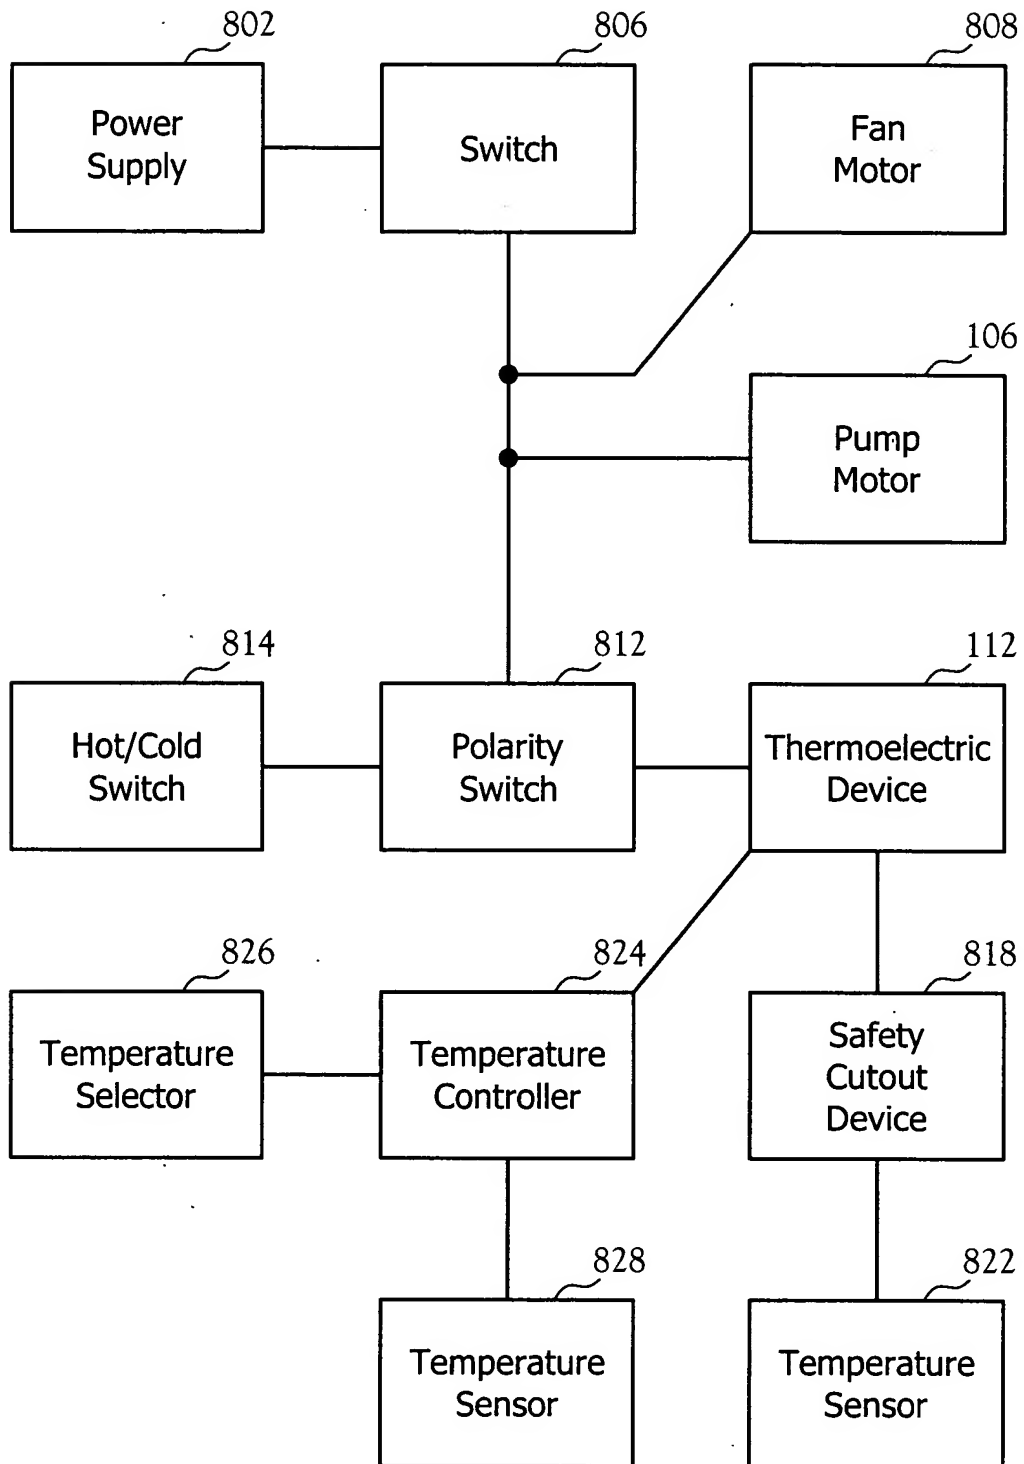 802
806
808
Power
Supply
Switch
Fan
Motor
106
Pump
Motor
814
812
112
Hot/Cold
Switch
Polarity
Switch
Thermoelectric
Device
826
824
818
Temperature
Selector
Temperature
Controller
Safety
Cutout
Device
828
822
Temperature
Sensor
Temperature
Sensor